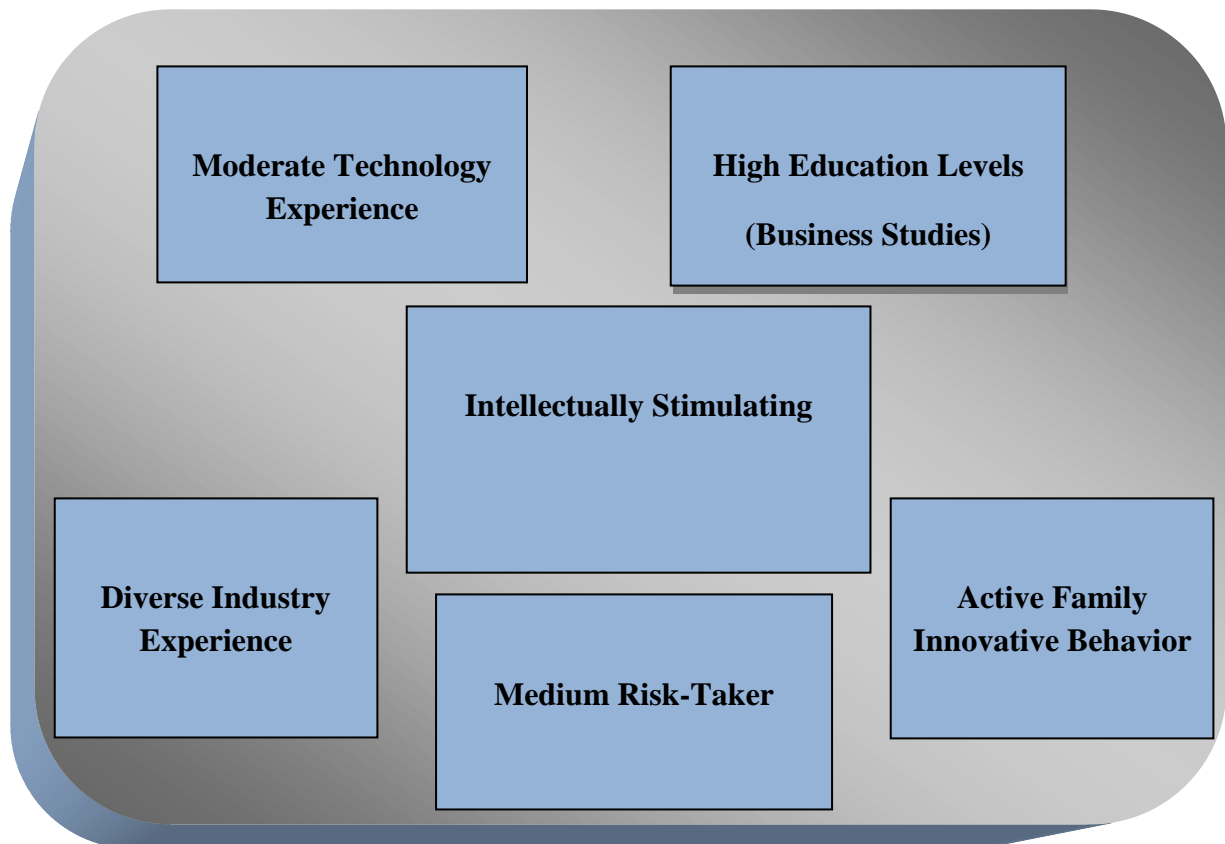 Moderate Technology
Experience
High Education Levels
(Business Studies)
Intellectually Stimulating
Diverse Industry
Experience
Medium Risk-Taker
Active Family
Innovative Behavior